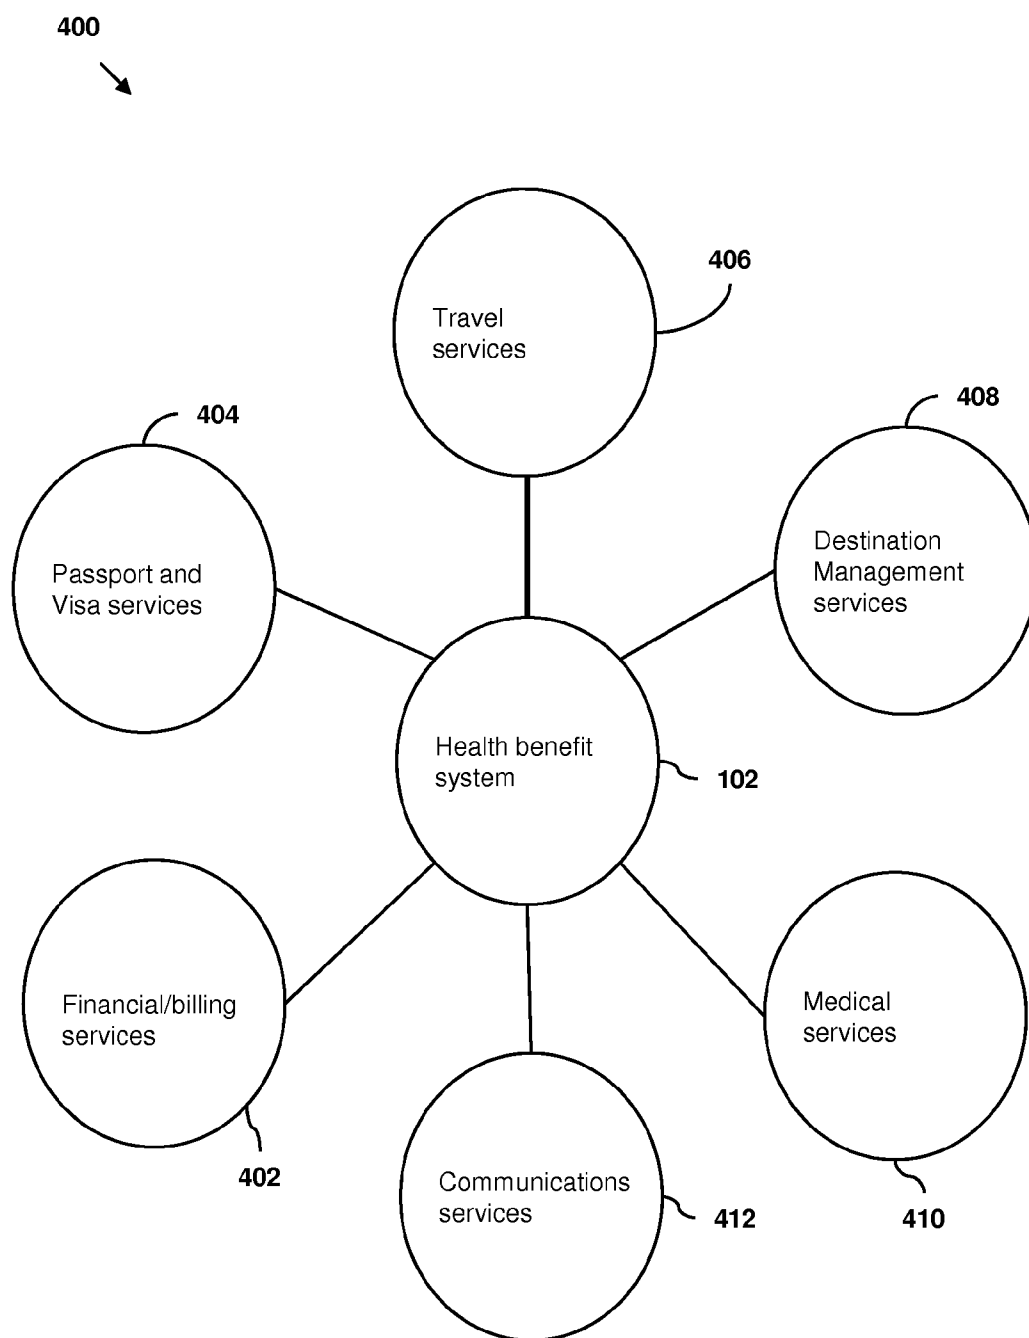 400
406
Travel
services
404
408
Passport and
Visa services
Destination
Management
services
Health benefit
system
102
Financial/billing
services
Medical
services
402
Communications
services
412
410